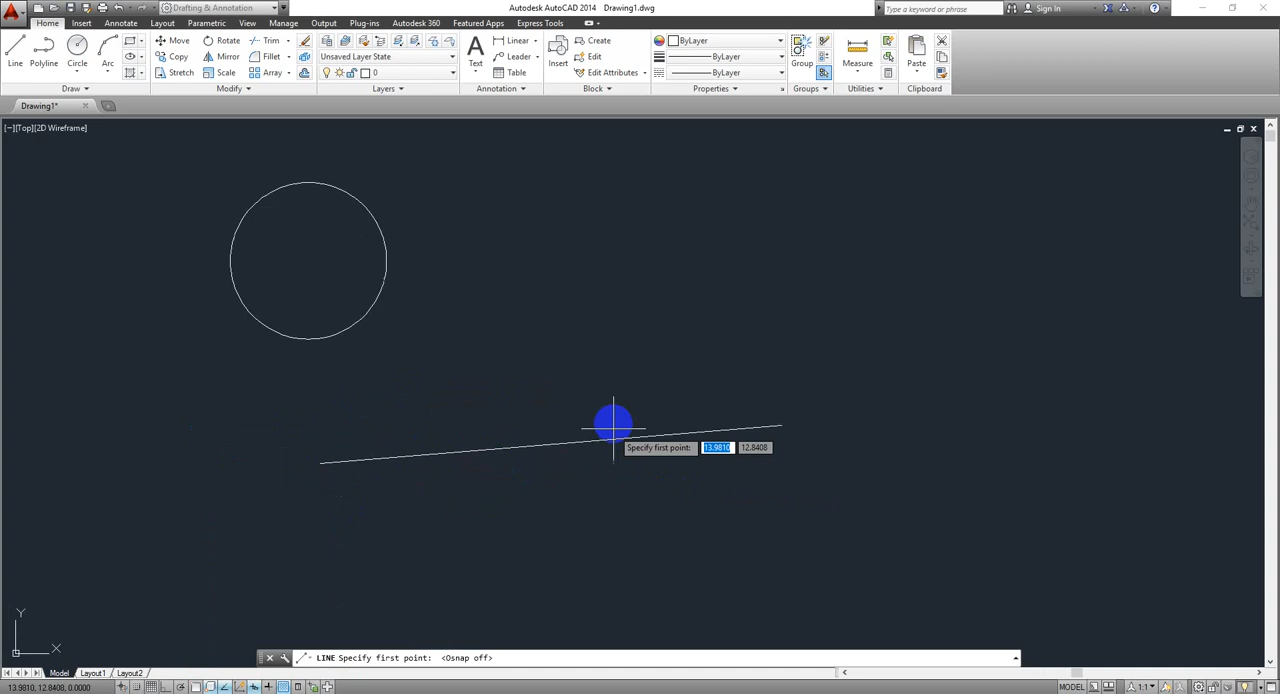 Autodesk AutoCAD 2014 Drawing1.dwg
Drafting & Annotation
Type a keyword or phrase
Sign In
Home Insert Annotate Layout Parametric View Manage Output Plug-ins Autodesk 360 Featured Apps Express Tools
Line Polyline Circle Arc
Move Rotate Trim
Copy Mirror Fillet
Stretch Scale Array
Unsaved Layer State
0
Text
Linear
Leader
Table
Insert
Create
Edit
Edit Attributes
ByLayer
ByLayer
ByLayer
Group
Measure
Paste
Draw Modify Layers Annotation Block Properties Groups Utilities Clipboard
Drawing1*
[−][Top][2D Wireframe]
Specify first point: 13.9810 12.8408
Y
X
LINE Specify first point: <Osnap off>
Model Layout1 Layout2
13.9810, 12.8408, 0.0000
MODEL
1:1